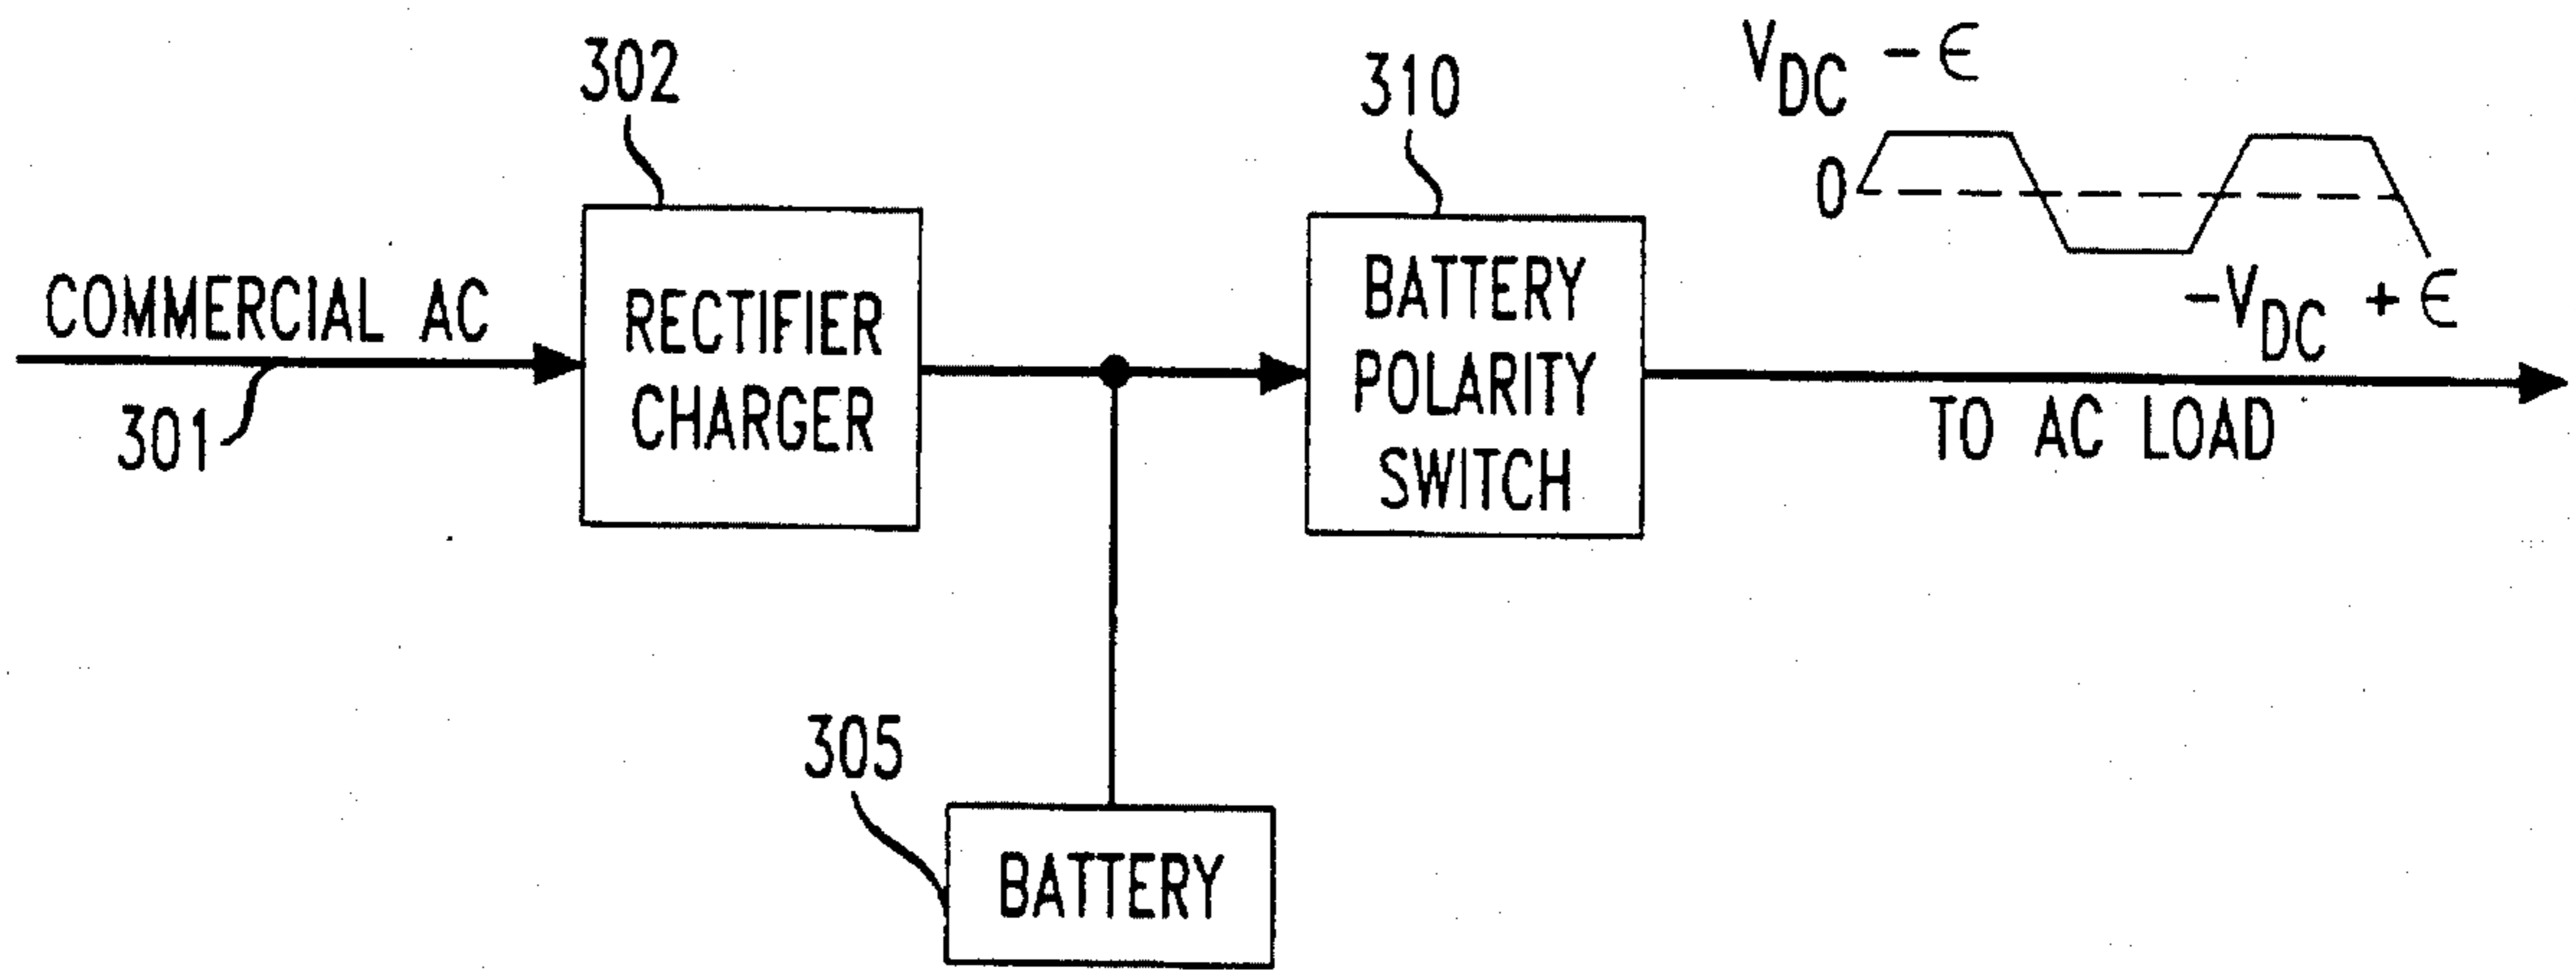 302
310
V_DC - ϵ
0
COMMERCIAL AC
RECTIFIER
CHARGER
BATTERY
POLARITY
SWITCH
-V_DC + ϵ
301
TO AC LOAD
305
BATTERY